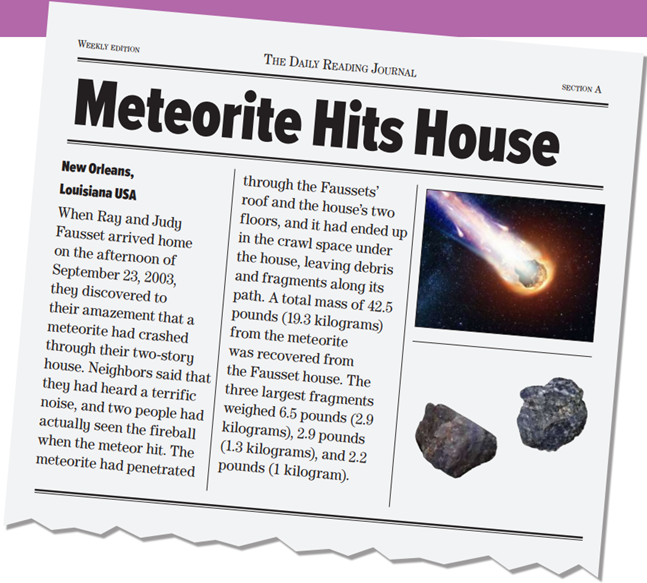 WEEKLY EDITION
THE DAILY READING JOURNAL
SECTION A
Meteorite Hits House
New Orleans,
Louisiana USA
When Ray and Judy
Fausset arrived home
on the afternoon of
September 23, 2003,
they discovered to
their amazement that a
meteorite had crashed
through their two-story
house. Neighbors said that
they had heard a terrific
noise, and two people had
actually seen the fireball
when the meteor hit. The
meteorite had penetrated
through the Faussets'
roof and the house's two
floors, and it had ended up
in the crawl space under
the house, leaving debris
and fragments along its
path. A total mass of 42.5
pounds (19.3 kilograms)
from the meteorite
was recovered from
the Fausset house. The
three largest fragments
weighed 6.5 pounds (2.9
kilograms), 2.9 pounds
(1.3 kilograms), and 2.2
pounds (1 kilogram).